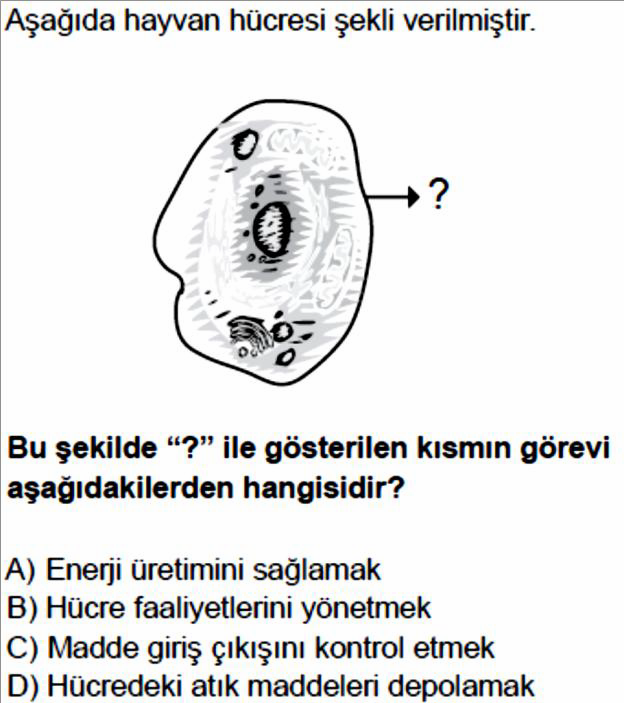 Aşağıda hayvan hücresi şekli verilmiştir.
?
Bu şekilde “?” ile gösterilen kısmın görevi
aşağıdakilerden hangisidir?
A) Enerji üretimini sağlamak
B) Hücre faaliyetlerini yönetmek
C) Madde giriş çıkışını kontrol etmek
D) Hücredeki atık maddeleri depolamak